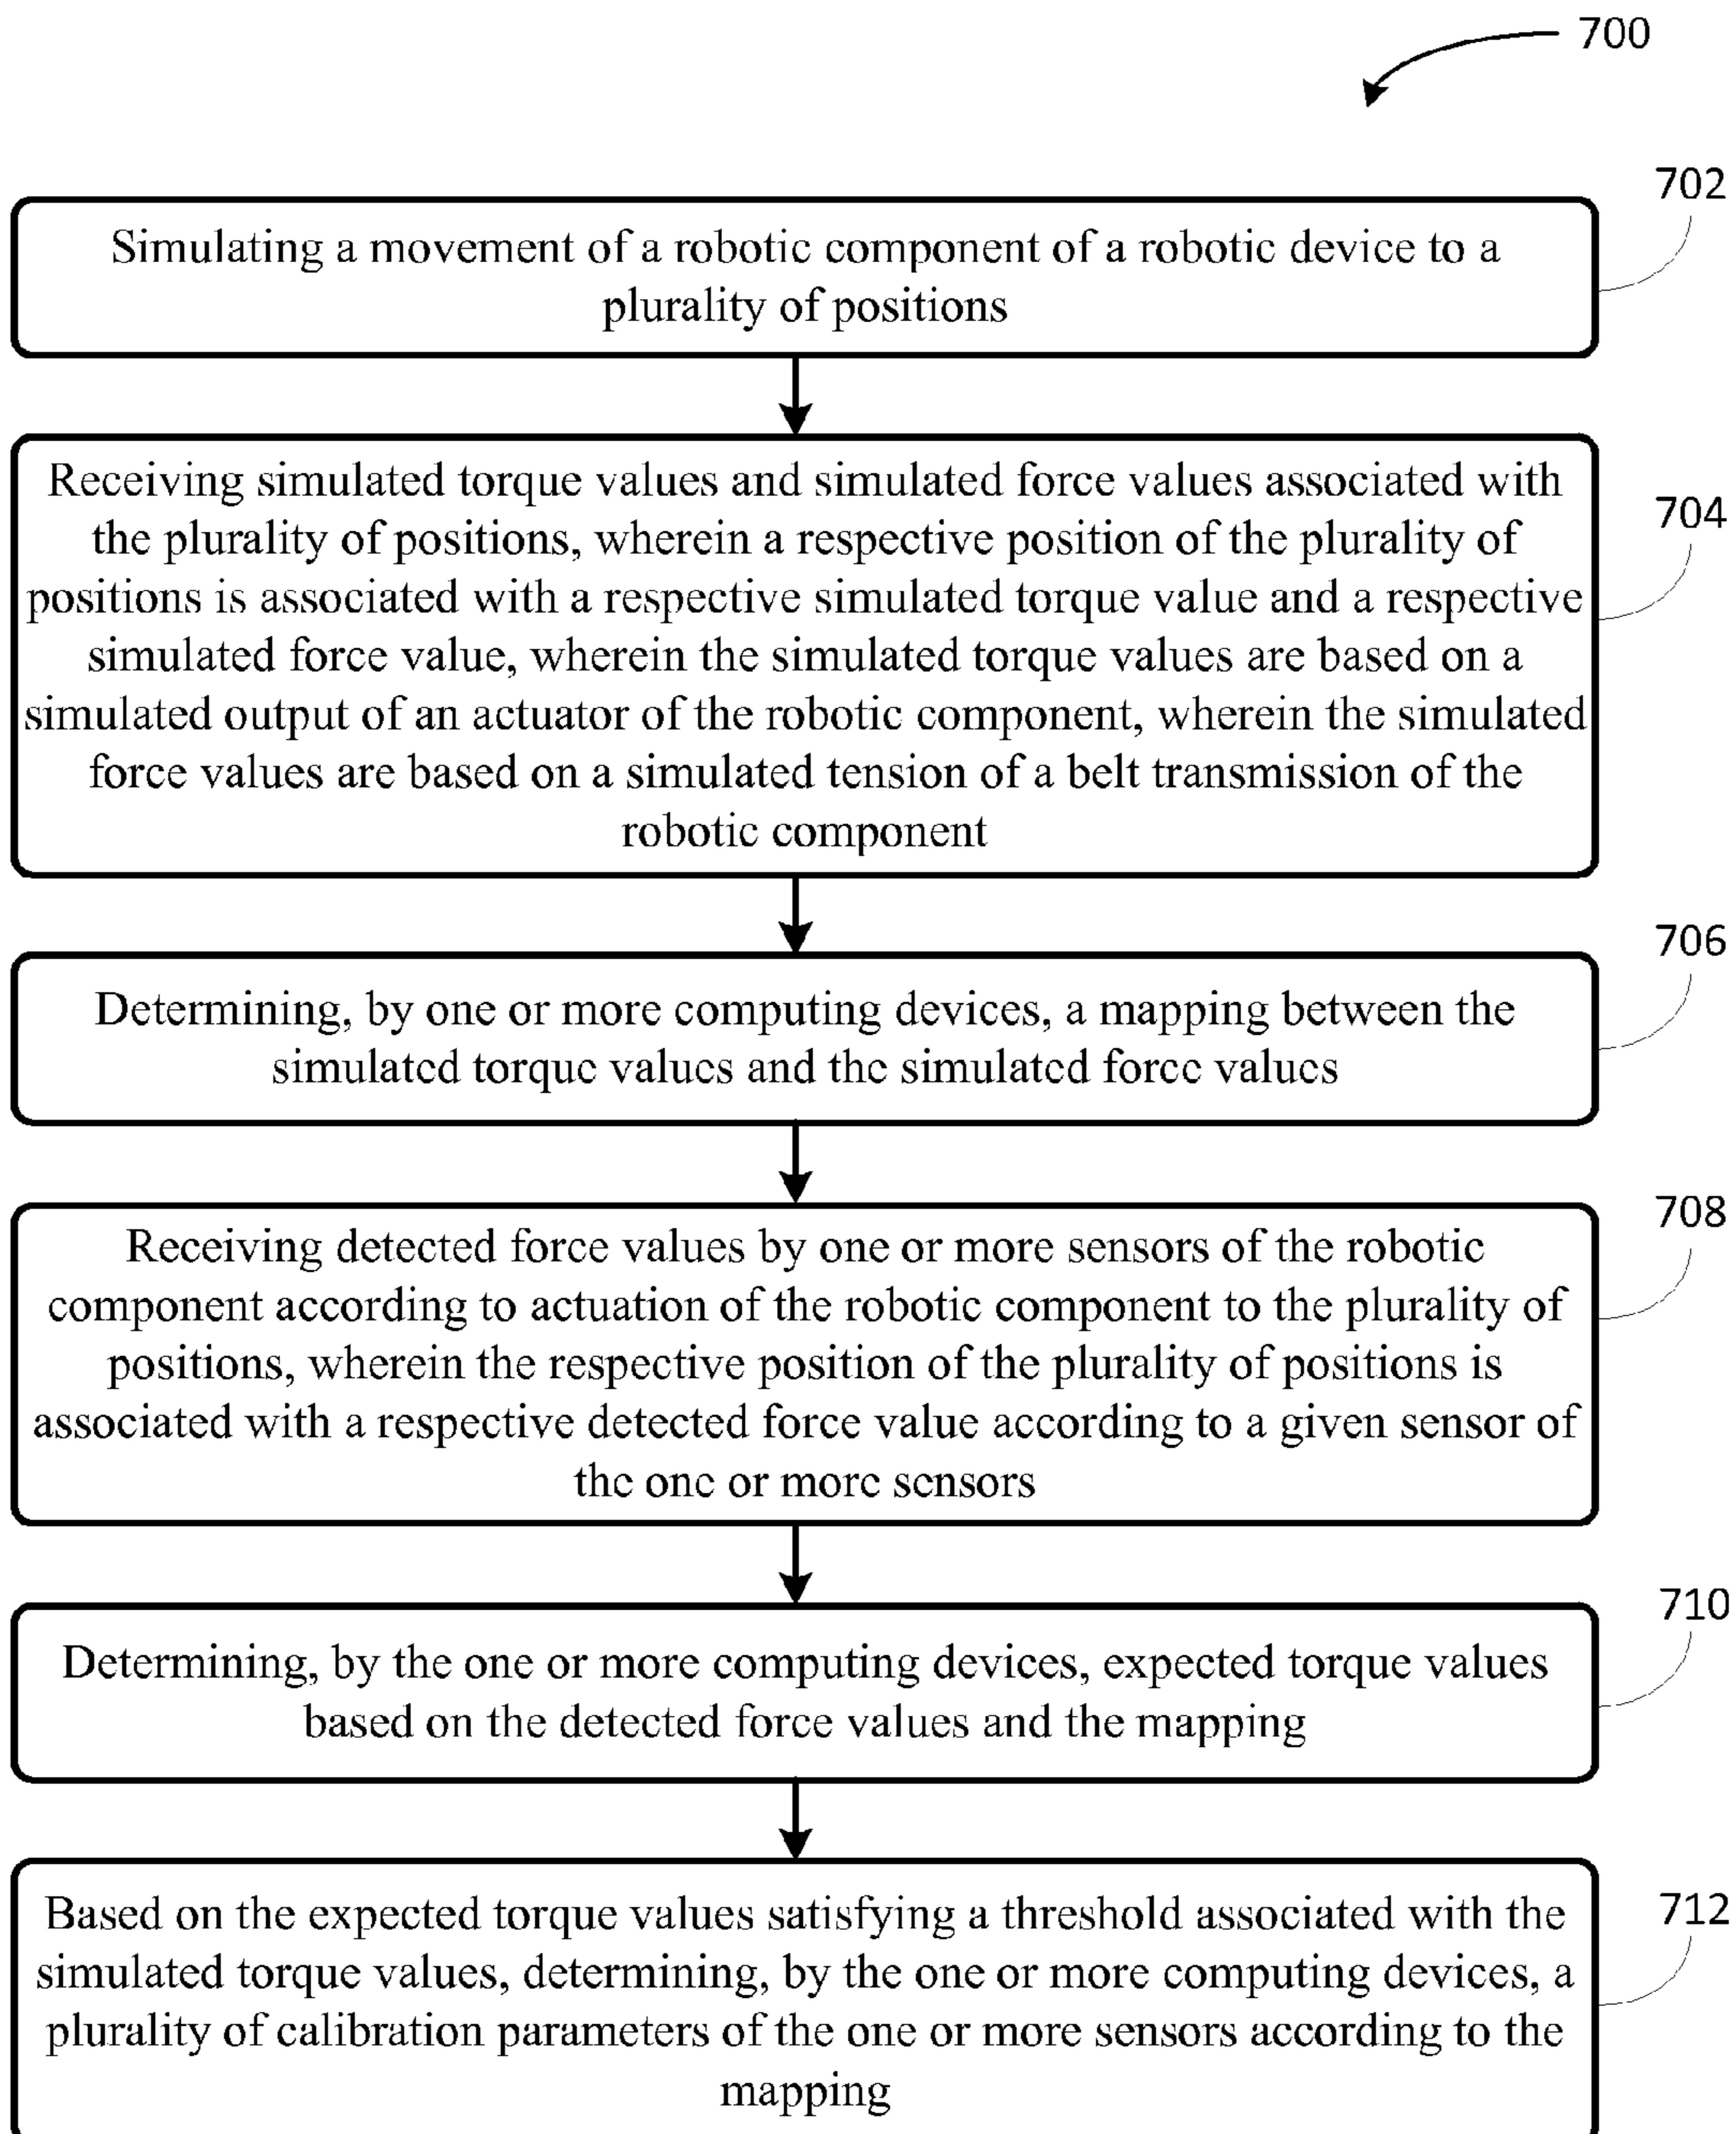 700
702
Simulating a movement of a robotic component of a robotic device to a
plurality of positions
704
Receiving simulated torque values and simulated force values associated with
the plurality of positions, wherein a respective position of the plurality of
positions is associated with a respective simulated torque value and a respective
simulated force value, wherein the simulated torque values are based on a
simulated output of an actuator of the robotic component, wherein the simulated
force values are based on a simulated tension of a belt transmission of the
robotic component
706
Determining, by one or more computing devices, a mapping between the
simulated torque values and the simulated force values
708
Receiving detected force values by one or more sensors of the robotic
component according to actuation of the robotic component to the plurality of
positions, wherein the respective position of the plurality of positions is
associated with a respective detected force value according to a given sensor of
the one or more sensors
710
Determining, by the one or more computing devices, expected torque values
based on the detected force values and the mapping
712
Based on the expected torque values satisfying a threshold associated with the
simulated torque values, determining, by the one or more computing devices, a
plurality of calibration parameters of the one or more sensors according to the
mapping